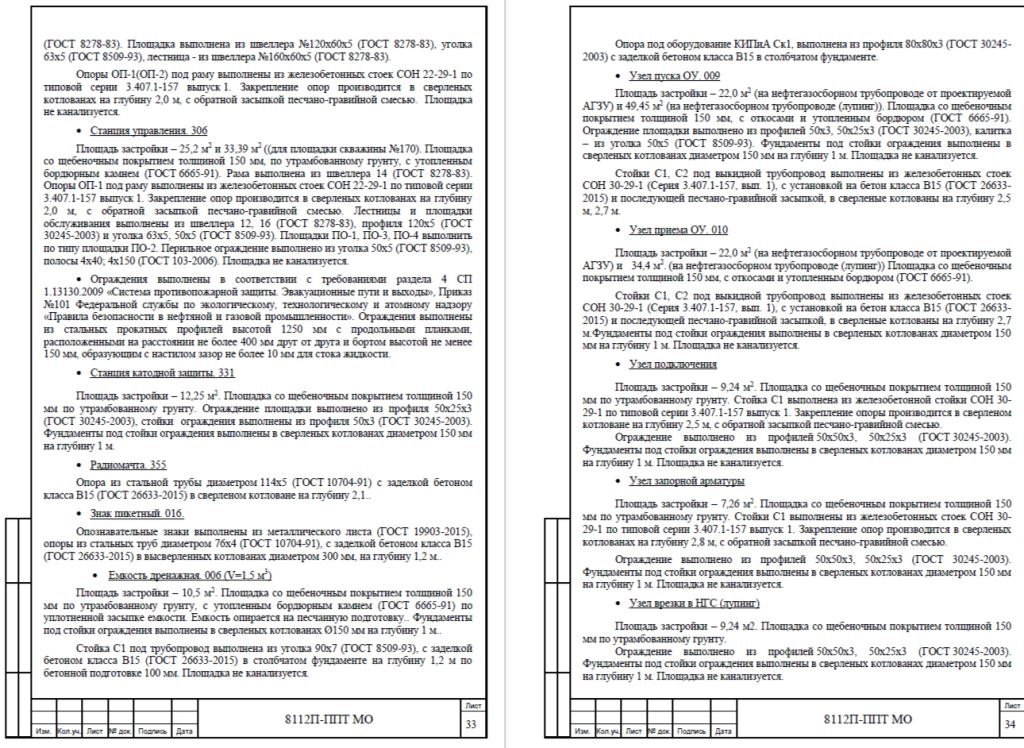 (ГОСТ 8278-83). Площадка выполнена из швеллера №120х60х5 (ГОСТ 8278-83), уголка
63х5 (ГОСТ 8509-93), лестница - из швеллера №160х60х5 (ГОСТ 8278-83).
Опоры ОП-1(ОП-2) под раму выполнены из железобетонных стоек СОН 22-29-1 по
типовой серии 3.407.1-157 выпуск 1. Закрепление опор производится в сверленых
котлованах на глубину 2,0 м, с обратной засыпкой песчано-гравийной смесью. Площадка
не канализуется.
• Станция управления. 306
Площадь застройки – 25,2 м² и 33,39 м² ((для площадки скважины №170). Площадка
со щебеночным покрытием толщиной 150 мм, по утрамбованному грунту, с утопленным
бордюрным камнем (ГОСТ 6665-91). Рама выполнена из швеллера 14 (ГОСТ 8278-83).
Опоры ОП-1 под раму выполнены из железобетонных стоек СОН 22-29-1 по типовой серии
3.407.1-157 выпуск 1. Закрепление опор производится в сверленых котлованах на глубину
2,0 м, с обратной засыпкой песчано-гравийной смесью. Лестницы и площадки
обслуживания выполнены из швеллера 12, 16 (ГОСТ 8278-83), профиля 120х5 (ГОСТ
30245-2003) и уголка 63х5, 50х5 (ГОСТ 8509-93). Площадки ПО-1, ПО-3, ПО-4 выполнить
по типу площадки ПО-2. Перильное ограждение выполнено из уголка 50х5 (ГОСТ 8509-93),
полосы 4х40; 4х150 (ГОСТ 103-2006). Площадка не канализуется.
• Ограждения выполнены в соответствии с требованиями раздела 4 СП
1.13130.2009 «Система противопожарной защиты. Эвакуационные пути и выходы», Приказ
№101 Федеральной службы по экологическому, технологическому и атомному надзору
«Правила безопасности в нефтяной и газовой промышленности». Ограждения выполнены
из стальных прокатных профилей высотой 1250 мм с продольными планками,
расположенными на расстоянии не более 400 мм друг от друга и бортом высотой не менее
150 мм, образующим с настилом зазор не более 10 мм для стока жидкости.
• Станция катодной защиты. 331
Площадь застройки – 12,25 м². Площадка со щебеночным покрытием толщиной 150
мм по утрамбованному грунту. Ограждение площадки выполнено из профиля 50х25х3
(ГОСТ 30245-2003), стойки ограждения выполнены из профиля 50х3 (ГОСТ 30245-2003).
Фундаменты под стойки ограждения выполнены в сверленых котлованах диаметром 150 мм
на глубину 1 м.
• Радиомачта. 355
Опора из стальной трубы диаметром 114х5 (ГОСТ 10704-91) с заделкой бетоном
класса В15 (ГОСТ 26633-2015) в сверленом котловане на глубину 2,1..
• Знак пикетный. 016.
Опознавательные знаки выполнены из металлического листа (ГОСТ 19903-2015),
опоры из стальных труб диаметром 76х4 (ГОСТ 10704-91), с заделкой бетоном класса В15
(ГОСТ 26633-2015) в высверленных котлованах диаметром 300 мм, на глубину 1,2 м..
• Емкость дренажная. 006 (V=1,5 м³)
Площадь застройки – 10,5 м². Площадка со щебеночным покрытием толщиной 150
мм по утрамбованному грунту, с утопленным бордюрным камнем (ГОСТ 6665-91) по
уплотненной засыпке емкости. Емкость опирается на песчанную подготовку.. Фундаменты
под стойки ограждения выполнены в сверленых котлованах Ø150 мм на глубину 1 м..
Стойка С1 под трубопровод выполнена из уголка 90х7 (ГОСТ 8509-93), с заделкой
бетоном класса В15 (ГОСТ 26633-2015) в столбчатом фундаменте на глубину 1,2 м по
бетонной подготовке 100 мм. Площадка не канализуется.
Изм. Кол.уч. Лист № док. Подпись Дата
8112П-ППТ МО
Лист
33
Опора под оборудование КИПиА Ск1, выполнена из профиля 80х80х3 (ГОСТ 30245-
2003) с заделкой бетоном класса В15 в столбчатом фундаменте.
• Узел пуска ОУ. 009
Площадь застройки – 22,0 м² (на нефтегазосборном трубопроводе от проектируемой
АГЗУ) и 49,45 м² (на нефтегазосборном трубопроводе (лупинг)). Площадка со щебеночным
покрытием толщиной 150 мм, с откосами и утопленным бордюром (ГОСТ 6665-91).
Ограждение площадки выполнено из профилей 50х3, 50х25х3 (ГОСТ 30245-2003), калитка
– из уголка 50х5 (ГОСТ 8509-93). Фундаменты под стойки ограждения выполнены в
сверленых котлованах диаметром 150 мм на глубину 1 м. Площадка не канализуется.
Стойки С1, С2 под выкидной трубопровод выполнены из железобетонных стоек
СОН 30-29-1 (Серия 3.407.1-157, вып. 1), с установкой на бетон класса В15 (ГОСТ 26633-
2015) и последующей песчано-гравийной засыпкой, в сверленые котлованы на глубину 2,5
м, 2,7 м.
• Узел приема ОУ. 010
Площадь застройки – 22,0 м² (на нефтегазосборном трубопроводе от проектируемой
АГЗУ) и 34,4 м². (на нефтегазосборном трубопроводе (лупинг)) Площадка со щебеночным
покрытием толщиной 150 мм, с откосами и утопленным бордюром (ГОСТ 6665-91).
Стойки С1, С2 под выкидной трубопровод выполнены из железобетонных стоек
СОН 30-29-1 (Серия 3.407.1-157, вып. 1), с установкой на бетон класса В15 (ГОСТ 26633-
2015) и последующей песчано-гравийной засыпкой, в сверленые котлованы на глубину 2,7
м Фундаменты под стойки ограждения выполнены в сверленых котлованах диаметром 150
мм на глубину 1 м. Площадка не канализуется.
• Узел подключения
Площадь застройки – 9,24 м². Площадка со щебеночным покрытием толщиной 150
мм по утрамбованному грунту. Стойка С1 выполнена из железобетонной стойки СОН 30-
29-1 по типовой серии 3.407.1-157 выпуск 1. Закрепление опоры производится в сверленом
котловане на глубину 2,5 м, с обратной засыпкой песчано-гравийной смесью.
Ограждение выполнено из профилей 50х50х3, 50х25х3 (ГОСТ 30245-2003).
Фундаменты под стойки ограждения выполнены в сверленых котлованах диаметром 150 мм
на глубину 1 м. Площадка не канализуется.
• Узел запорной арматуры
Площадь застройки – 7,26 м². Площадка со щебеночным покрытием толщиной 150
мм по утрамбованному грунту. Стойки С1 выполнены из железобетонных стоек СОН 30-
29-1 по типовой серии 3.407.1-157 выпуск 1. Закрепление опор производится в сверленых
котлованах на глубину 2,8 м, с обратной засыпкой песчано-гравийной смесью.
Ограждение выполнено из профилей 50х50х3, 50х25х3 (ГОСТ 30245-2003).
Фундаменты под стойки ограждения выполнены в сверленых котлованах диаметром 150 мм
на глубину 1 м. Площадка не канализуется.
• Узел врезки в НГС (лупинг)
Площадь застройки – 9,24 м2. Площадка со щебеночным покрытием толщиной 150
мм по утрамбованному грунту.
Ограждение выполнено из профилей 50х50х3, 50х25х3 (ГОСТ 30245-2003).
Фундаменты под стойки ограждения выполнены в сверленых котлованах диаметром 150 мм
на глубину 1 м. Площадка не канализуется.
Изм. Кол.уч. Лист № док. Подпись Дата
8112П-ППТ МО
Лист
34